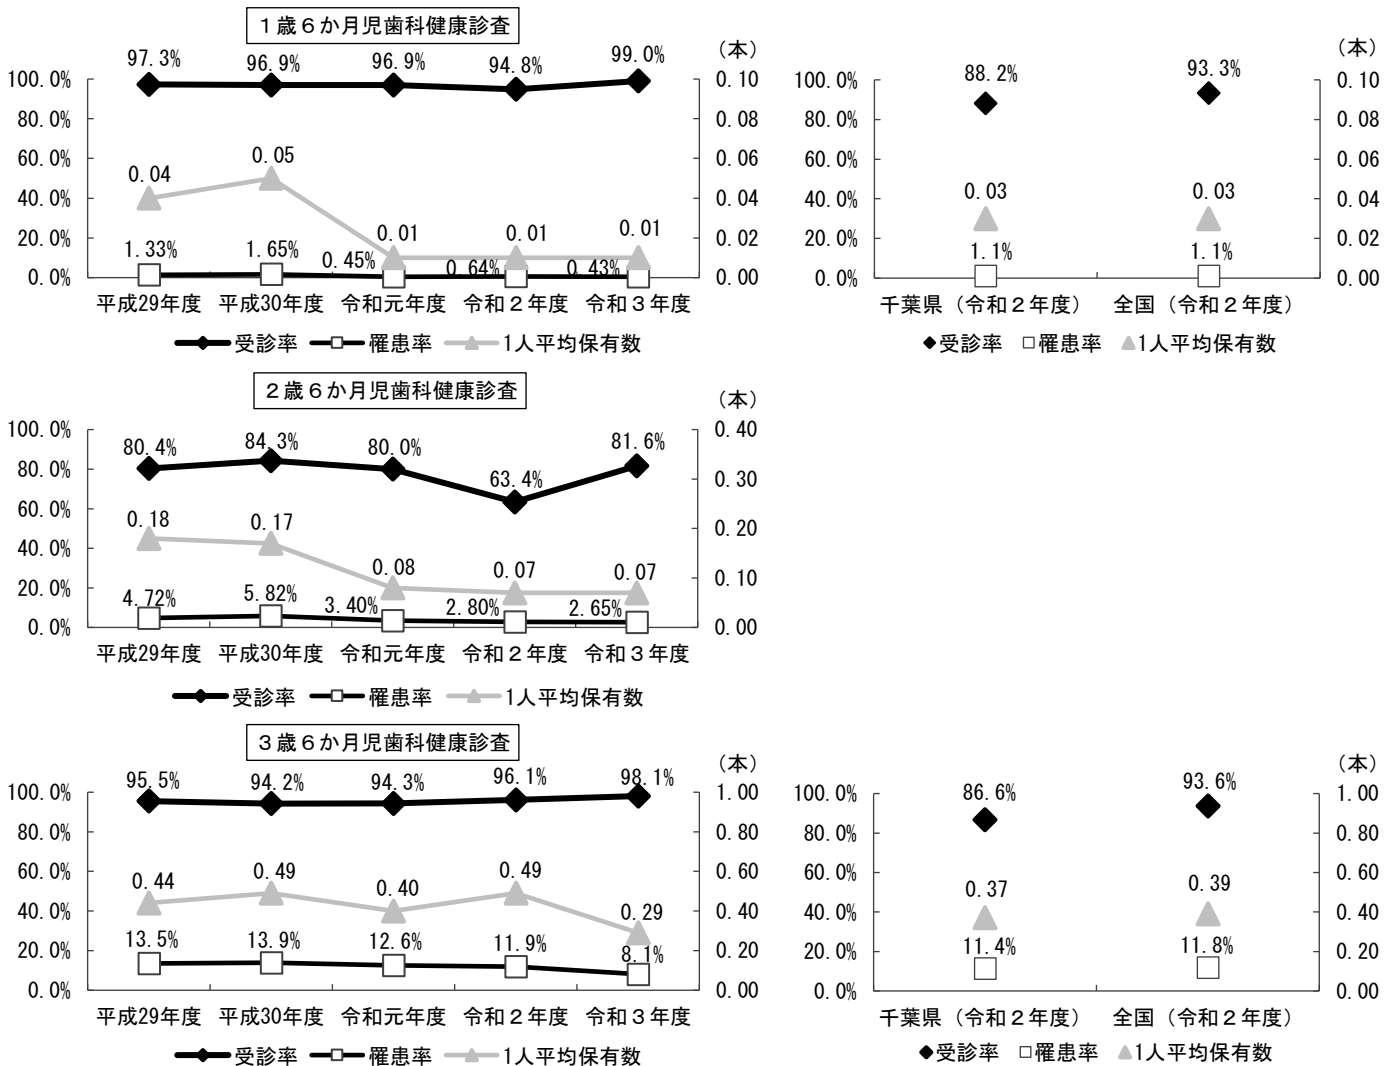 １歳６か月児歯科健康診査
97.3% 96.9% 96.9% 94.8% 99.0% （本）
100.0% 80.0% 60.0% 40.0% 20.0% 0.0%
0.04 0.05 0.01 0.01 0.01
1.33% 1.65% 0.45% 0.64% 0.43%
0.10 0.08 0.06 0.04 0.02 0.00
平成29年度 平成30年度 令和元年度 令和２年度 令和３年度
受診率 罹患率 1人平均保有数
（本）
88.2% 93.3%
100.0% 80.0% 60.0% 40.0% 20.0% 0.0%
0.03 0.03
1.1% 1.1%
0.10 0.08 0.06 0.04 0.02 0.00
千葉県（令和２年度） 全国（令和２年度）
受診率 罹患率 1人平均保有数
２歳６か月児歯科健康診査
（本）
100.0% 80.0% 60.0% 40.0% 20.0% 0.0%
80.4% 84.3% 80.0% 63.4% 81.6%
0.18 0.17 0.08 0.07 0.07
4.72% 5.82% 3.40% 2.80% 2.65%
0.40 0.30 0.20 0.10 0.00
平成29年度 平成30年度 令和元年度 令和２年度 令和３年度
受診率 罹患率 1人平均保有数
３歳６か月児歯科健康診査
（本）
95.5% 94.2% 94.3% 96.1% 98.1%
100.0% 80.0% 60.0% 40.0% 20.0% 0.0%
0.44 0.49 0.40 0.49 0.29
13.5% 13.9% 12.6% 11.9% 8.1%
1.00 0.80 0.60 0.40 0.20 0.00
平成29年度 平成30年度 令和元年度 令和２年度 令和３年度
受診率 罹患率 1人平均保有数
（本）
86.6% 93.6%
100.0% 80.0% 60.0% 40.0% 20.0% 0.0%
0.37 0.39
11.4% 11.8%
1.00 0.80 0.60 0.40 0.20 0.00
千葉県（令和２年度） 全国（令和２年度）
受診率 罹患率 1人平均保有数